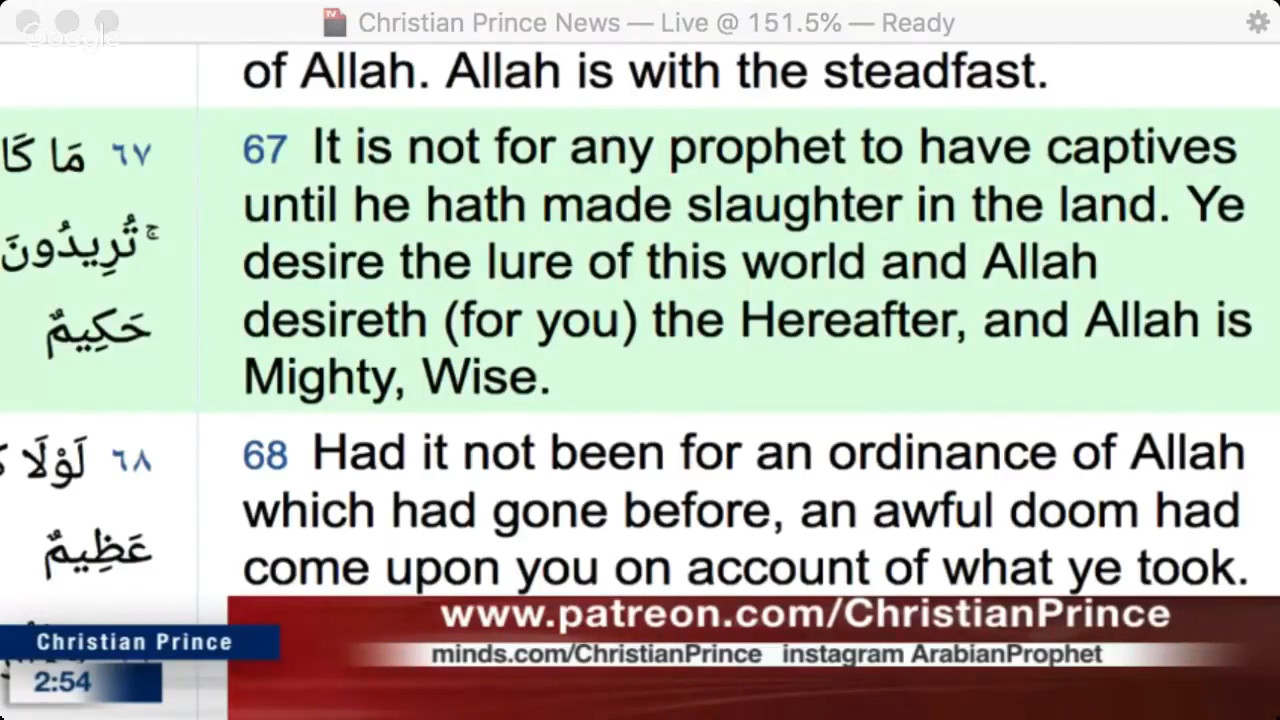 Christian Prince News — Live @ 151.5% — Ready
Google
of Allah. Allah is with the steadfast.
٦٧ مَا كَا
67 It is not for any prophet to have captives
until he hath made slaughter in the land. Ye
تُرِيدُونَ
desire the lure of this world and Allah
desireth (for you) the Hereafter, and Allah is
حَكِيمٌ
Mighty, Wise.
٦٨ لَوْلَا
68 Had it not been for an ordinance of Allah
which had gone before, an awful doom had
عَظِيمٌ
come upon you on account of what ye took.
www.patreon.com/ChristianPrince
Christian Prince
minds.com/ChristianPrince instagram ArabianProphet
2:54